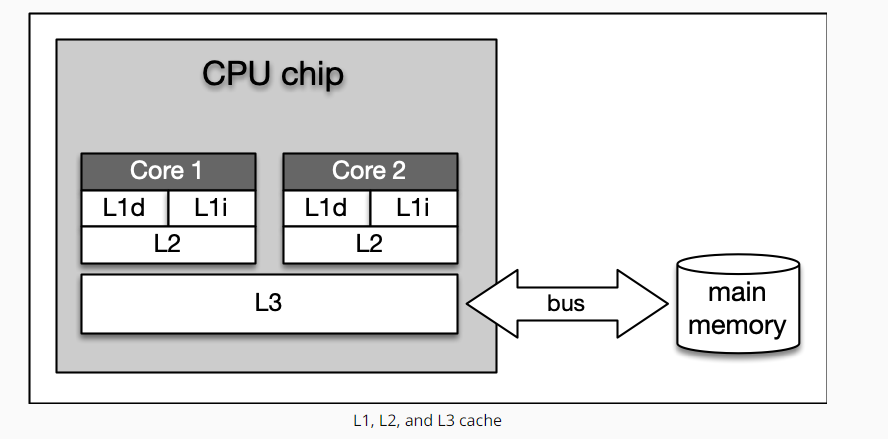 CPU chip
Core 1
Core 2
L1d
L1i
L1d
L1i
L2
L2
L3
bus
main
memory
L1, L2, and L3 cache